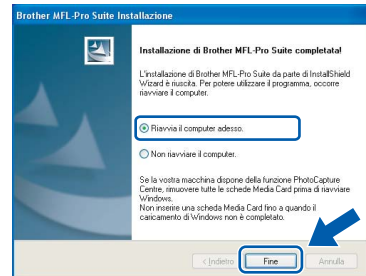 Brother MFL-Pro Suite Installazione
Installazione di Brother MFL-Pro Suite completata!
L'installazione di Brother MFL-Pro Suite da parte di InstallShield
Wizard è riuscita. Per potere utilizzare il programma, occorre
riavviare il computer.
Riavvia il computer adesso.
Non riavviare il computer.
Se la vostra macchina dispone della funzione PhotoCapture
Centre, rimuovere tutte le schede Media Card prima di riavviare
Windows.
Non inserire una scheda Media Card fino a quando il
caricamento di Windows non è completato.
< Indietro
Fine
Annulla